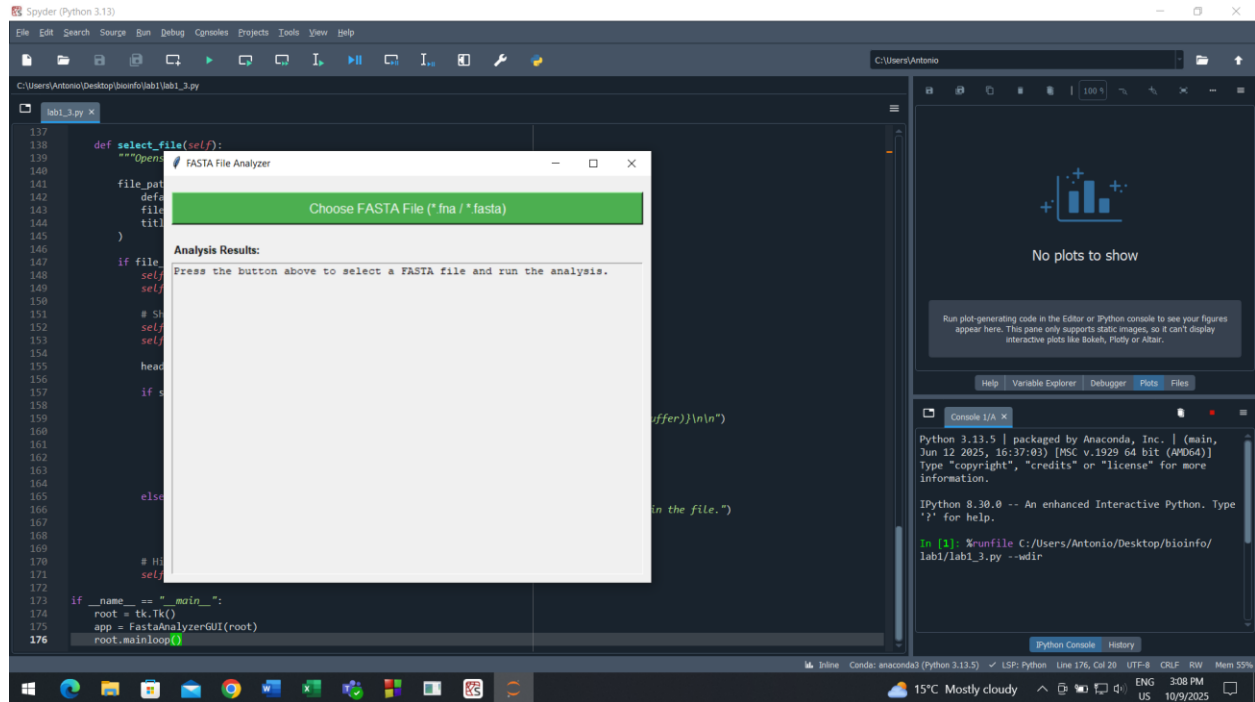 Spyder (Python 3.13)
File Edit Search Source Run Debug Consoles Projects Tools View Help
C:\Users\Antonio
C:\Users\Antonio\Desktop\bioinfo\lab1\lab1_3.py
lab1_3.py
137
138 def select_file(self):
139 """Opens
140
141 file_pat
142 defa
143 file
144 titl
145 )
146
147 if file_
148 self
149 self
150
151 # Sh
152 self
153 self
154
155 head
156
157 if s
158
159 uffer)}\n\n")
160
161
162
163
164
165 else
166 in the file.")
167
168
169
170 # Hi
171 self
172
173 if __name__ == "__main__":
174 root = tk.Tk()
175 app = FastaAnalyzerGUI(root)
176 root.mainloop()
FASTA File Analyzer
Choose FASTA File (*.fna / *.fasta)
Analysis Results:
Press the button above to select a FASTA file and run the analysis.
100 %
No plots to show
Run plot-generating code in the Editor or IPython console to see your figures
appear here. This pane only supports static images, so it can't display
interactive plots like Bokeh, Plotly or Altair.
Help Variable Explorer Debugger Plots Files
Console 1/A
Python 3.13.5 | packaged by Anaconda, Inc. | (main,
Jun 12 2025, 16:37:03) [MSC v.1929 64 bit (AMD64)]
Type "copyright", "credits" or "license" for more
information.
IPython 8.30.0 -- An enhanced Interactive Python. Type
'?' for help.
In [1]: %runfile C:/Users/Antonio/Desktop/bioinfo/
lab1/lab1_3.py --wdir
IPython Console History
Inline Conda: anaconda3 (Python 3.13.5) LSP: Python Line 176, Col 20 UTF-8 CRLF RW Mem 55%
15°C Mostly cloudy ENG 3:08 PM
US 10/9/2025